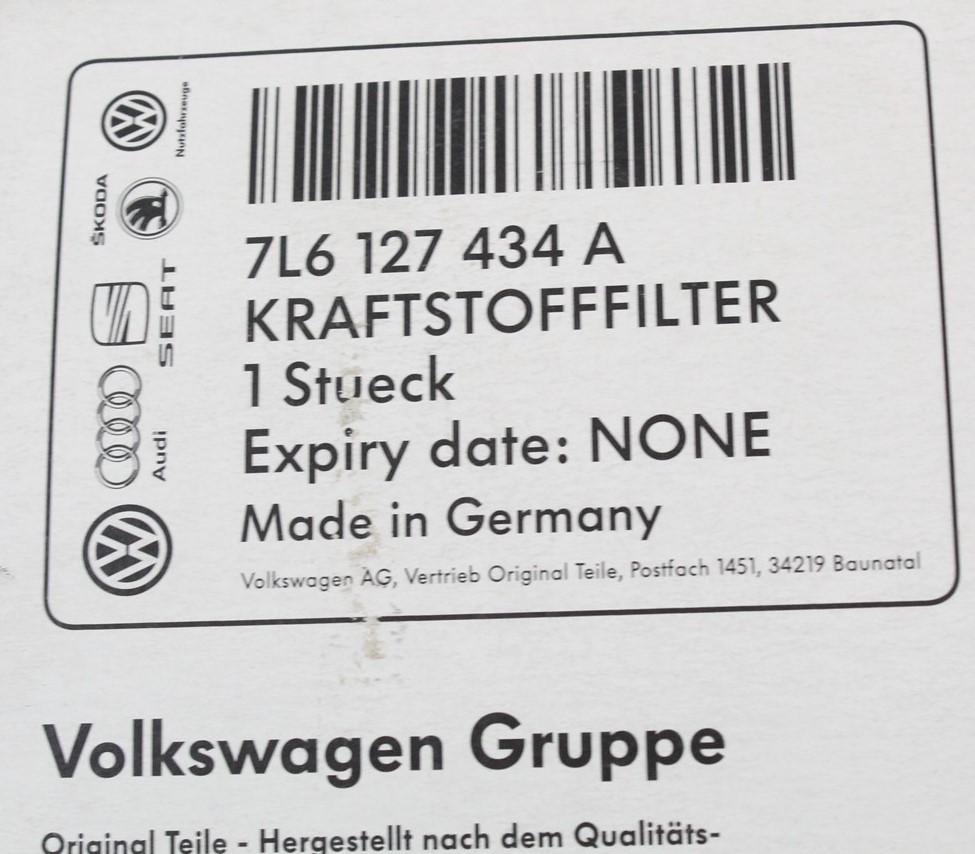 Nutzfahrzeuge
ŠKODA
SEAT
Audi
7L6 127 434 A
KRAFTSTOFFFILTER
1 Stueck
Expiry date: NONE
Made in Germany
Volkswagen AG, Vertrieb Original Teile, Postfach 1451, 34219 Baunatal
Volkswagen Gruppe
Original Teile - Hergestellt nach dem Qualitäts-